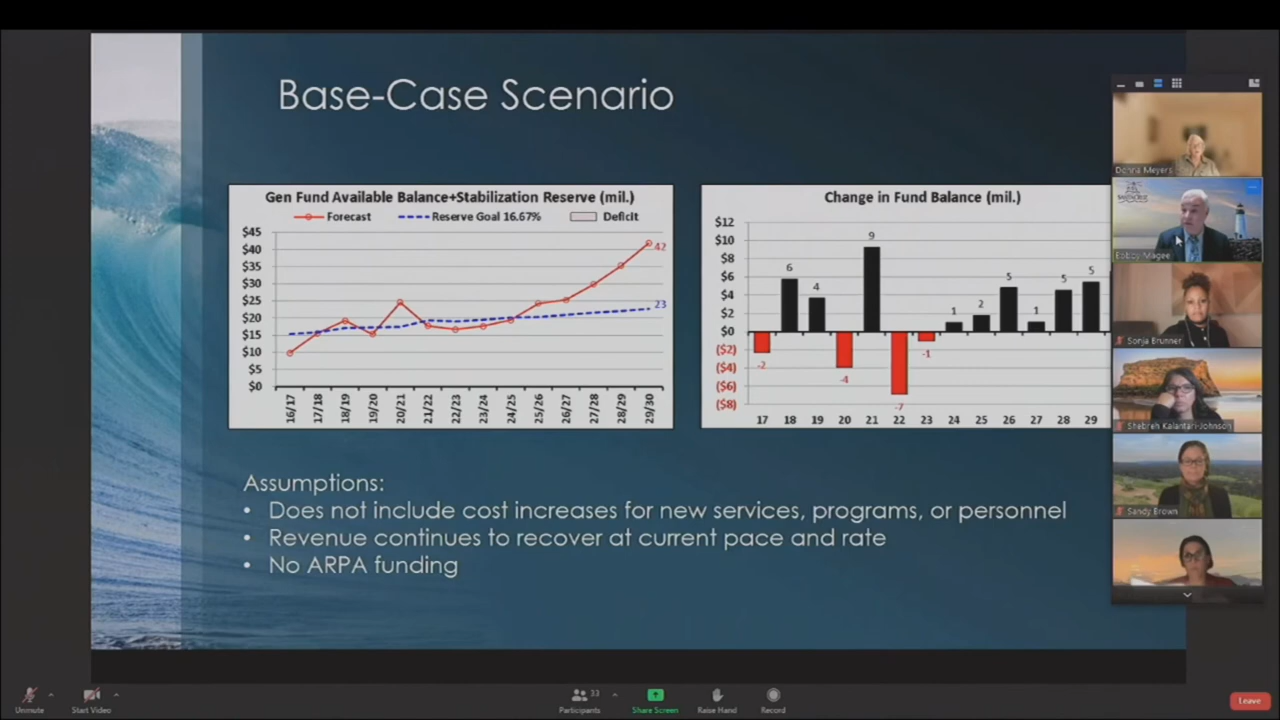 Base-Case Scenario
Gen Fund Available Balance+Stabilization Reserve (mil.)
Forecast Reserve Goal 16.67% Deficit
$45
$40
$35
$30
$25
$20
$15
$10
$5
$0
42
23
16/17 17/18 18/19 19/20 20/21 21/22 22/23 23/24 24/25 25/26 26/27 27/28 28/29 29/30
Change in Fund Balance (mil.)
$12
$10
$8
$6
$4
$2
$0
($2)
($4)
($6)
($8)
-2 6 4 -4 9 -7 -1 1 2 5 1 5 5
17 18 19 20 21 22 23 24 25 26 27 28 29
Assumptions:
• Does not include cost increases for new services, programs, or personnel
• Revenue continues to recover at current pace and rate
• No ARPA funding
Donna Meyers
Bobby Magee
Sonja Brunner
Shebreh Kalantari-Johnson
Sandy Brown
Unmute
Start Video
33
Participants
Share Screen
Raise Hand
Record
Leave